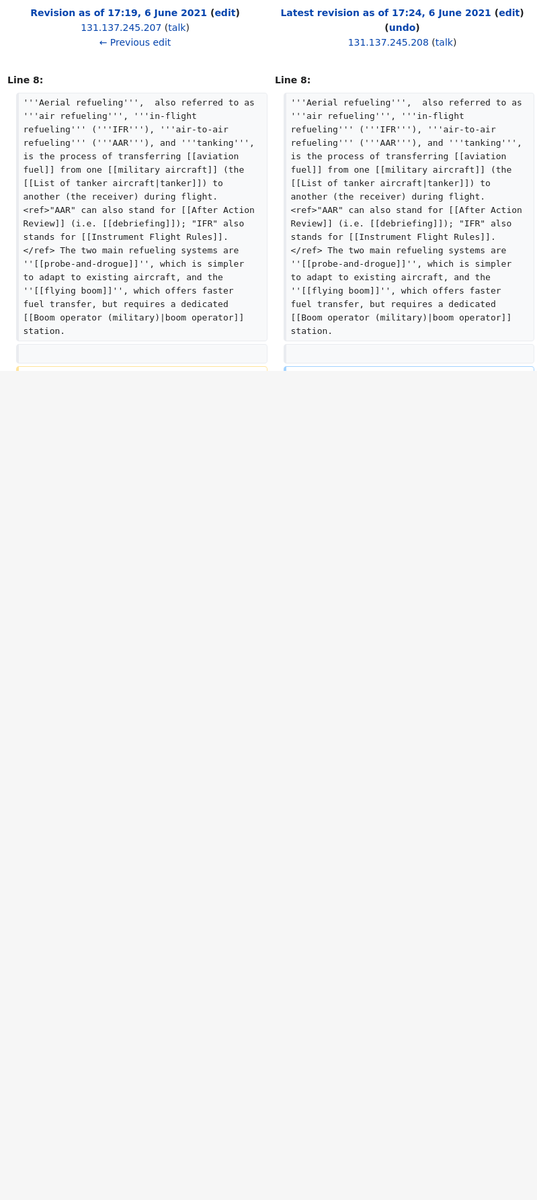 Revision as of 17:19, 6 June 2021 (edit)
131.137.245.207 (talk)
← Previous edit
Latest revision as of 17:24, 6 June 2021 (edit)
(undo)
131.137.245.208 (talk)
Line 8:
'''Aerial refueling''',  also referred to as
'''air refueling''', '''in-flight
refueling''' ('''IFR'''), '''air-to-air
refueling''' ('''AAR'''), and '''tanking''',
is the process of transferring [[aviation
fuel]] from one [[military aircraft]] (the
[[List of tanker aircraft|tanker]]) to
another (the receiver) during flight.
<ref>"AAR" can also stand for [[After Action
Review]] (i.e. [[debriefing]]); "IFR" also
stands for [[Instrument Flight Rules]].
</ref> The two main refueling systems are
''[[probe-and-drogue]]'', which is simpler
to adapt to existing aircraft, and the
''[[flying boom]]'', which offers faster
fuel transfer, but requires a dedicated
[[Boom operator (military)|boom operator]]
station.
Line 8:
'''Aerial refueling''',  also referred to as
'''air refueling''', '''in-flight
refueling''' ('''IFR'''), '''air-to-air
refueling''' ('''AAR'''), and '''tanking''',
is the process of transferring [[aviation
fuel]] from one [[military aircraft]] (the
[[List of tanker aircraft|tanker]]) to
another (the receiver) during flight.
<ref>"AAR" can also stand for [[After Action
Review]] (i.e. [[debriefing]]); "IFR" also
stands for [[Instrument Flight Rules]].
</ref> The two main refueling systems are
''[[probe-and-drogue]]'', which is simpler
to adapt to existing aircraft, and the
''[[flying boom]]'', which offers faster
fuel transfer, but requires a dedicated
[[Boom operator (military)|boom operator]]
station.